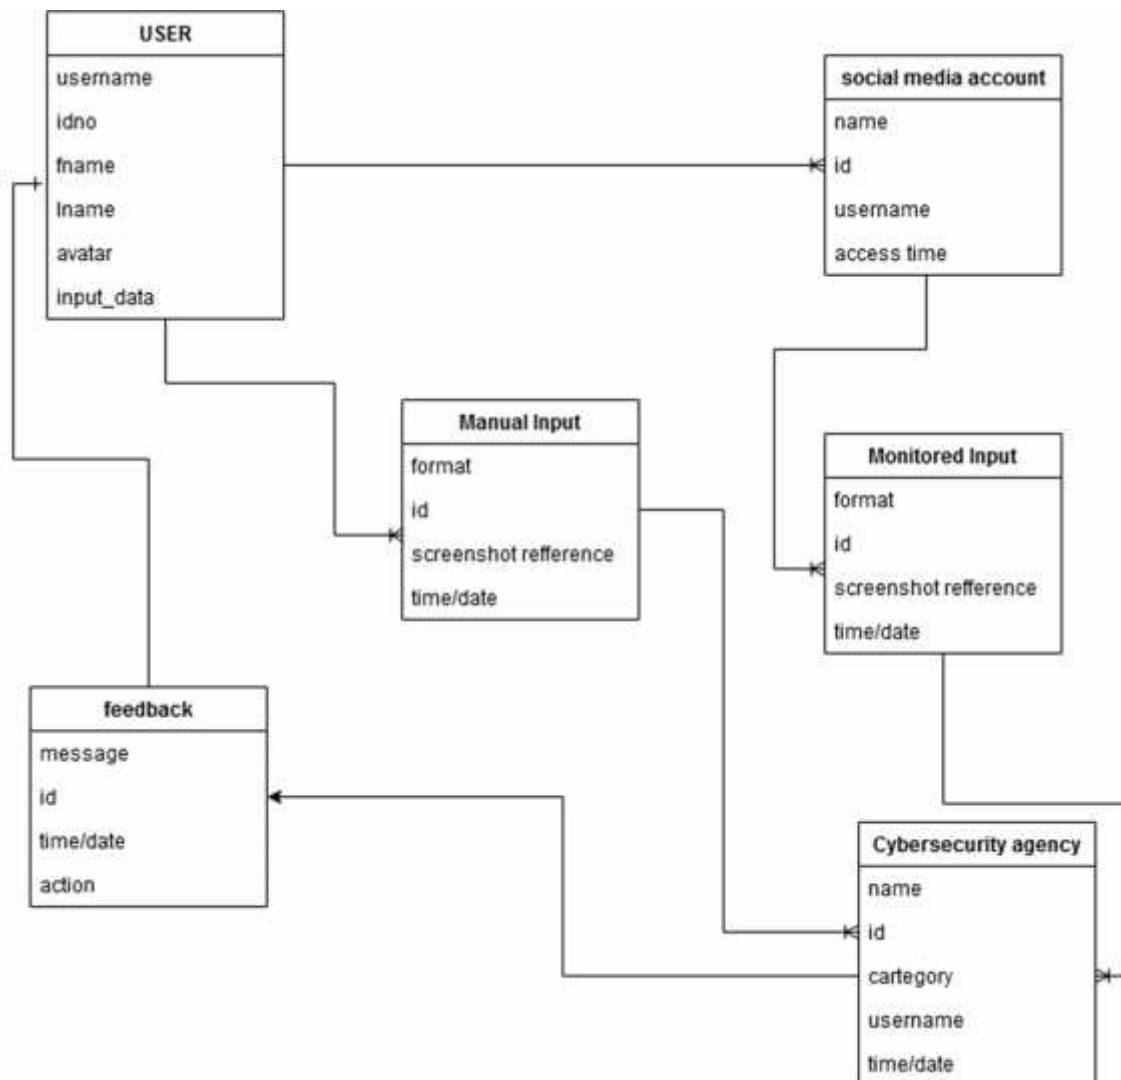 USER
username
idno
fname
lname
avatar
input_data
social media account
name
id
username
access time
Manual Input
format
id
screenshot refference
time/date
Monitored Input
format
id
screenshot refference
time/date
feedback
message
id
time/date
action
Cybersecurity agency
name
id
cartegory
username
time/date